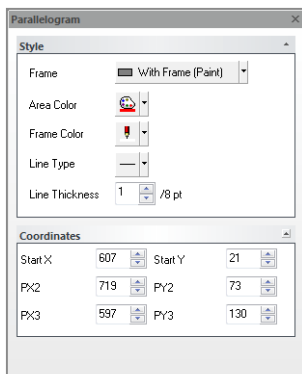 Parallelogram
Style
Frame With Frame (Paint)
Area Color
Frame Color
Line Type
Line Thickness 1 /8 pt
Coordinates
Start X 607 Start Y 21
PX2 719 PY2 73
PX3 597 PY3 130